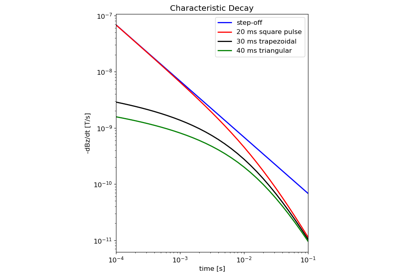 Characteristic Decay
step-off
20 ms square pulse
30 ms trapezoidal
40 ms triangular
-dBz/dt [T/s]
10⁻⁷
10⁻⁸
10⁻⁹
10⁻¹⁰
10⁻¹¹
10⁻⁴ 10⁻³ 10⁻² 10⁻¹
time [s]